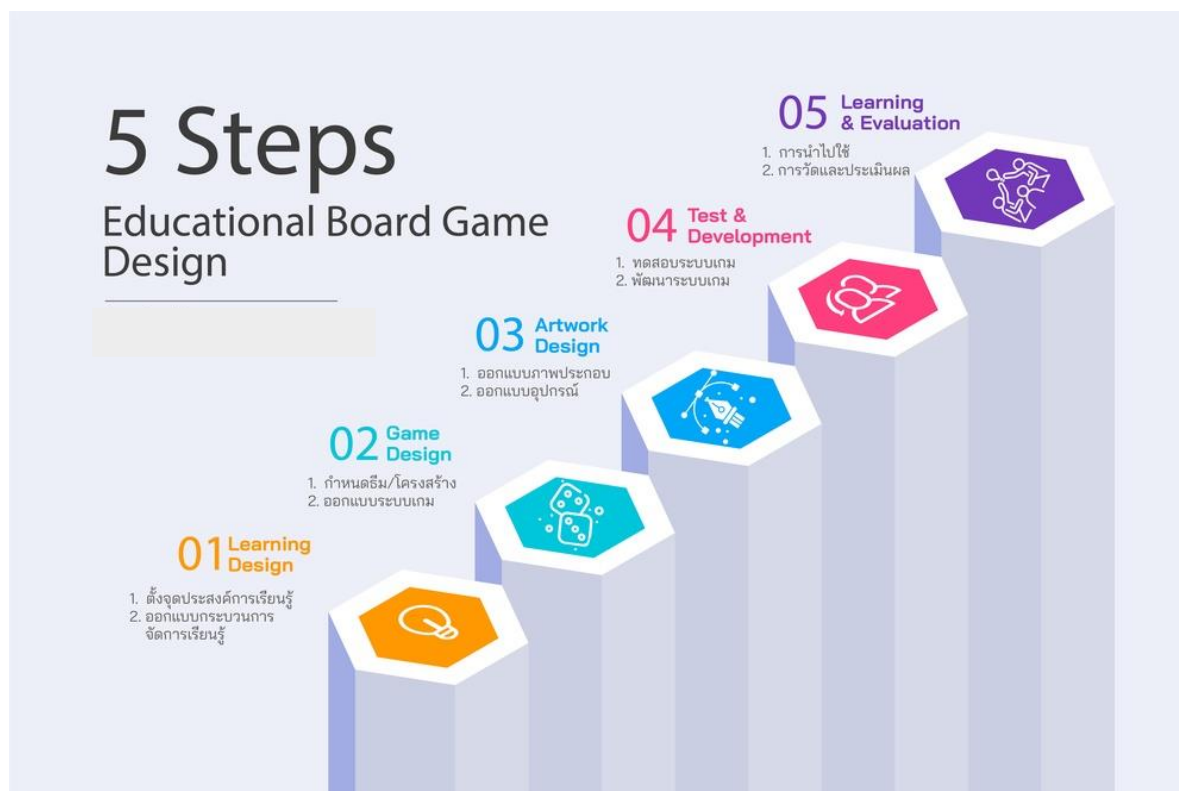 5 Steps
Educational Board Game
Design
01 Learning
Design
1. ตั้งจุดประสงค์การเรียนรู้
2. ออกแบบกระบวนการ
จัดการเรียนรู้
02 Game
Design
1. กำหนดธีม/โครงสร้าง
2. ออกแบบระบบเกม
03 Artwork
Design
1. ออกแบบภาพประกอบ
2. ออกแบบอุปกรณ์
04 Test &
Development
1. ทดสอบระบบเกม
2. พัฒนาระบบเกม
05 Learning
& Evaluation
1. การนำไปใช้
2. การวัดและประเมินผล